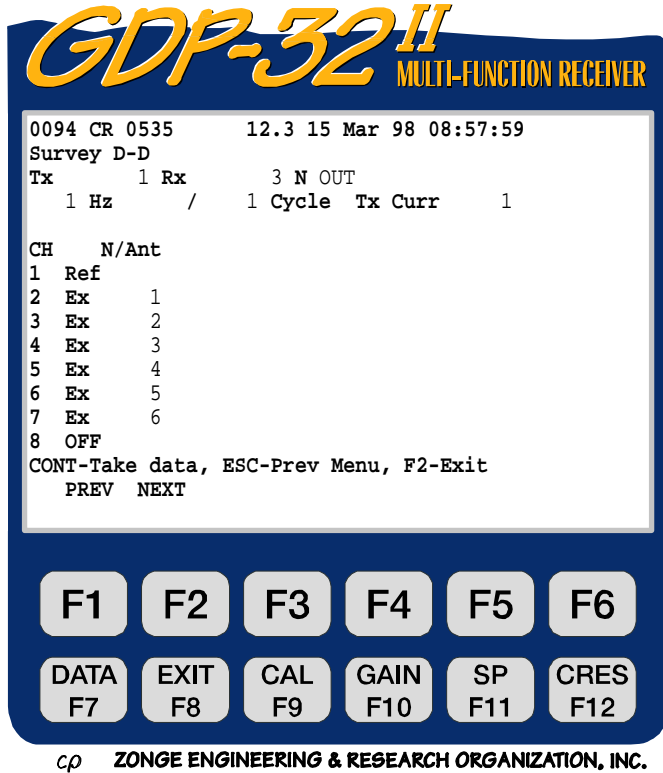 GDP-32 II
MULTI-FUNCTION RECEIVER
0094 CR 0535 12.3 15 Mar 98 08:57:59
Survey D-D
Tx 1 Rx 3 N OUT
1 Hz / 1 Cycle Tx Curr 1
CH N/Ant
1 Ref
2 Ex 1
3 Ex 2
4 Ex 3
5 Ex 4
6 Ex 5
7 Ex 6
8 OFF
CONT-Take data, ESC-Prev Menu, F2-Exit
PREV NEXT
F1 F2 F3 F4 F5 F6
DATA EXIT CAL GAIN SP CRES
F7 F8 F9 F10 F11 F12
cρ ZONGE ENGINEERING & RESEARCH ORGANIZATION, INC.